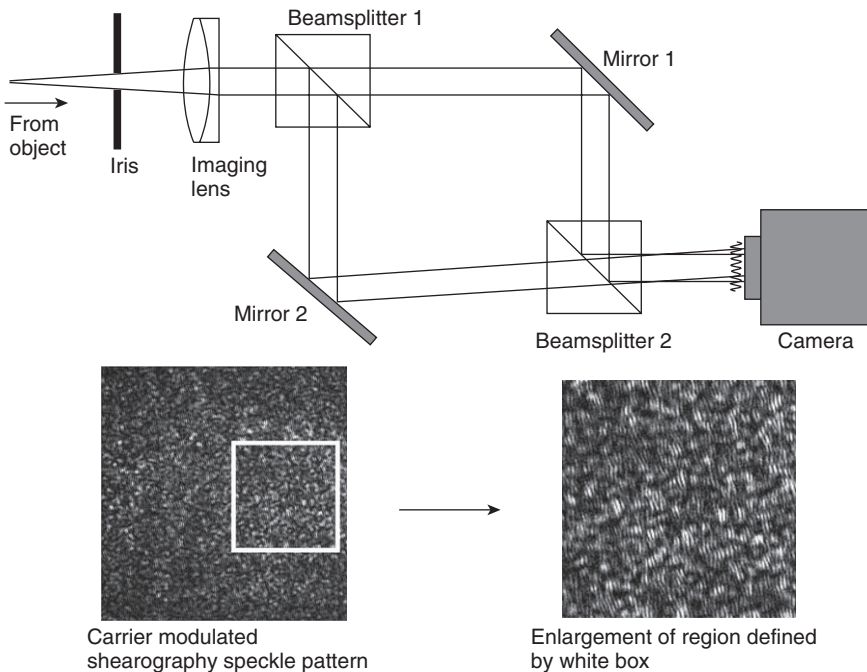 Beamsplitter 1
Mirror 1
From
object
Iris
Imaging
lens
Mirror 2
Beamsplitter 2
Camera
Carrier modulated
shearography speckle pattern
Enlargement of region defined
by white box